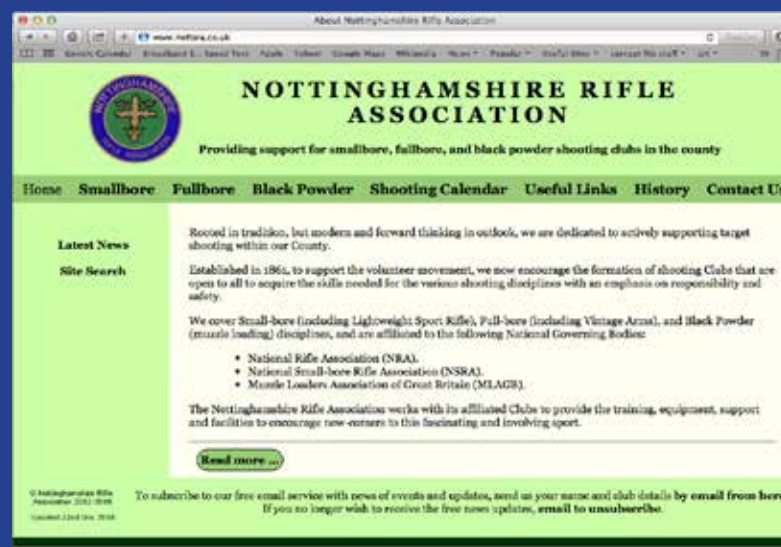 About Nottinghamshire Rifle Association
NOTTINGHAMSHIRE RIFLE
ASSOCIATION
NOTTINGHAMSHIRE
RIFLE ASSOCIATION
Providing support for smallbore, fullbore, and black powder shooting clubs in the county
Home Smallbore Fullbore Black Powder Shooting Calendar Useful Links History Contact Us
Latest News
Site Search
Rooted in tradition, but modern and forward thinking in outlook, we are dedicated to actively supporting target
shooting within our County.
Established in 1861, to support the volunteer movement, we now encourage the formation of shooting Clubs that are
open to all to acquire the skills needed for the various shooting disciplines with an emphasis on responsibility and
safety.
We cover Small-bore (including Lightweight Sport Rifle), Full-bore (including Vintage Arms), and Black Powder
(muzzle loading) disciplines, and are affiliated to the following National Governing Bodies:
• National Rifle Association (NRA).
• National Small-bore Rifle Association (NSRA).
• Muzzle Loaders Association of Great Britain (MLAGB).
The Nottinghamshire Rifle Association works with its affiliated Clubs to provide the training, equipment, support
and facilities to encourage new-comers to this fascinating and involving sport.
Read more ...
© Nottinghamshire Rifle
Association
To subscribe to our free email service with news of events and updates, send us your name and club details by email from here
If you no longer wish to receive the free news updates, email to unsubscribe.